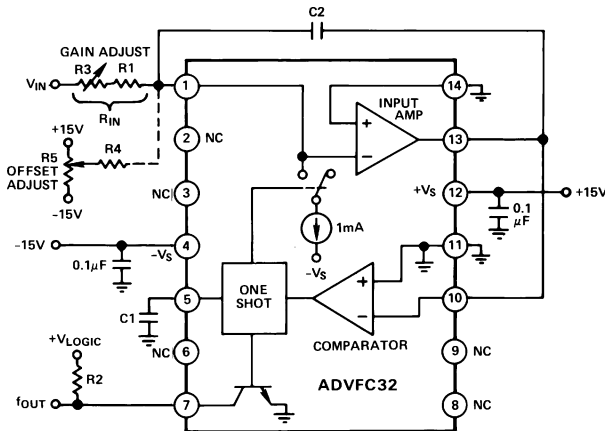 C2
GAIN ADJUST
R3 R1
VIN
RIN
+15V
R5
OFFSET
ADJUST
R4
-15V
1
2 NC
3
NC
-15V
0.1μF
-VS
4
5
C1
NC
6
+VLOGIC
R2
fOUT
7
INPUT
AMP
+
-
1mA
-VS
ONE
SHOT
+
-
COMPARATOR
ADVFC32
14
13
+VS
12
+15V
0.1
μF
11
10
9 NC
8 NC